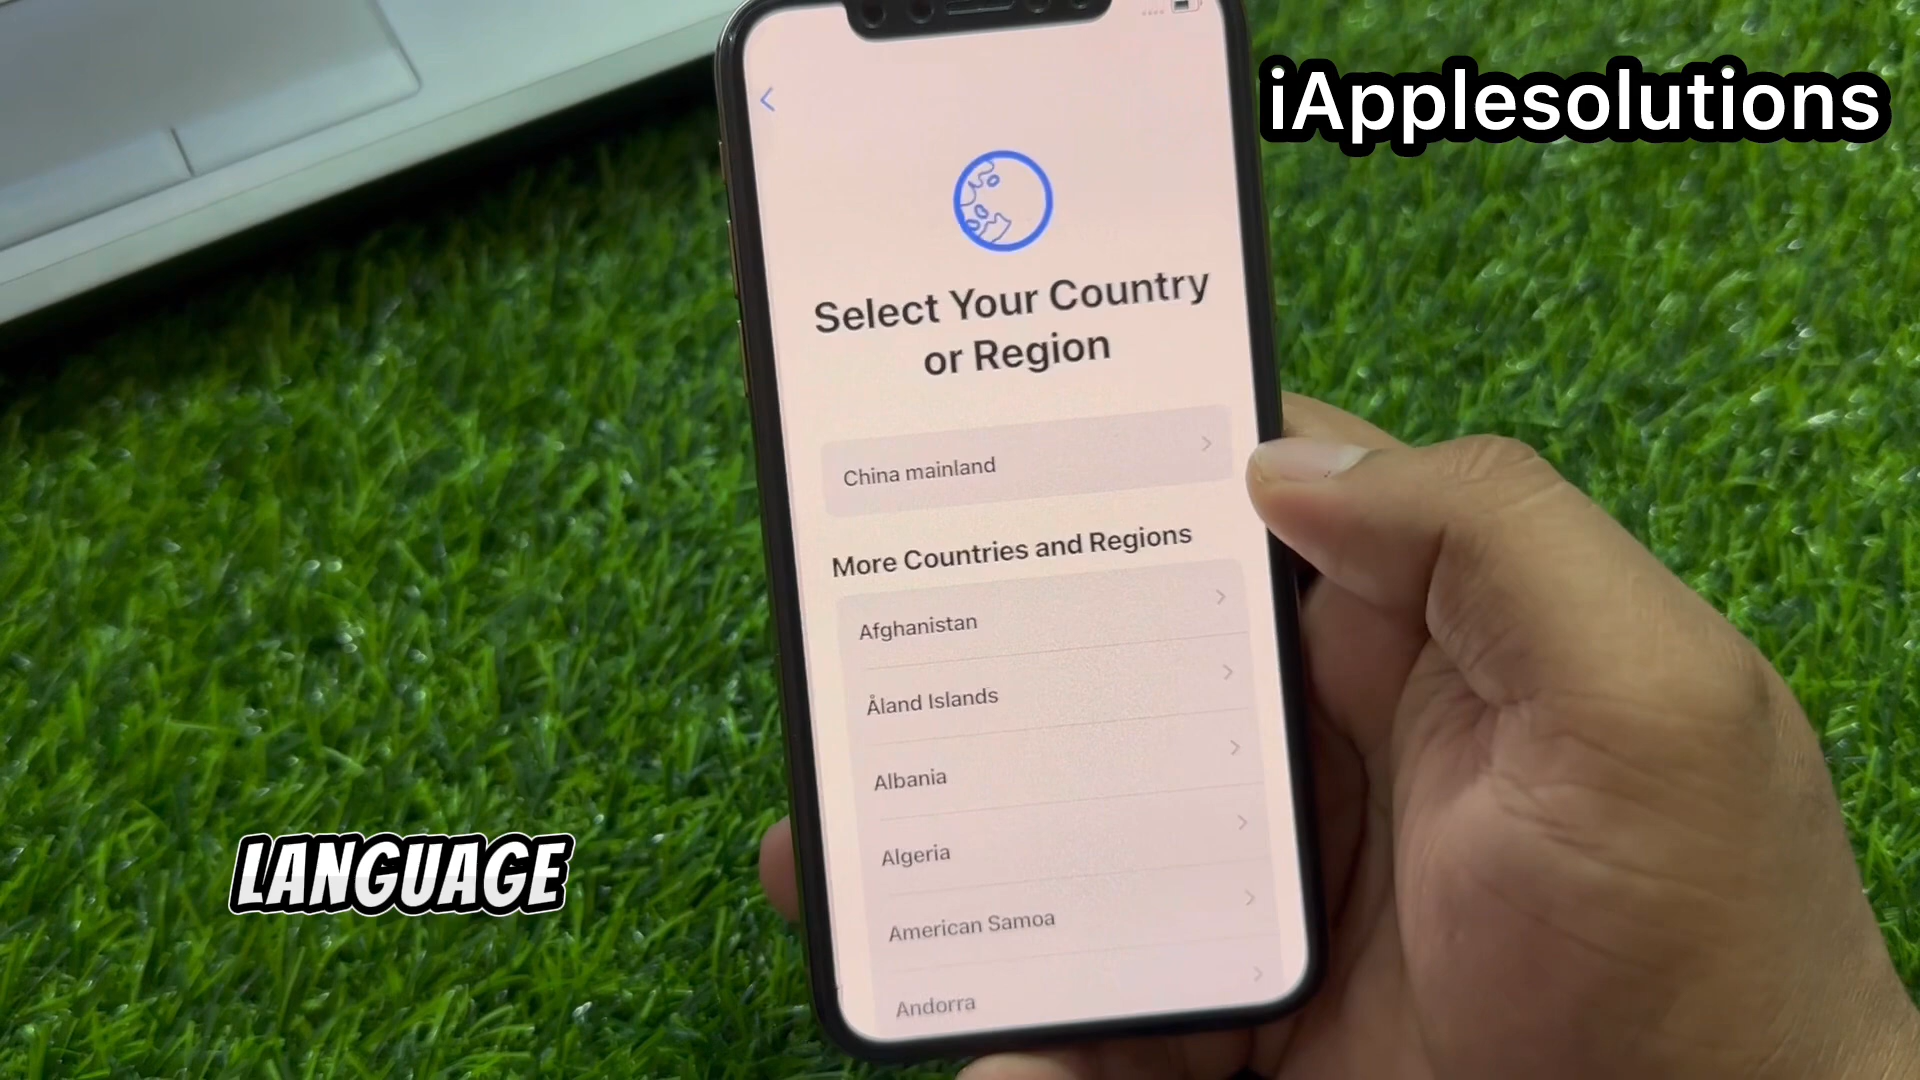 iApplesolutions
Select Your Country
or Region
China mainland
More Countries and Regions
Afghanistan
Åland Islands
Albania
Algeria
American Samoa
Andorra
LANGUAGE